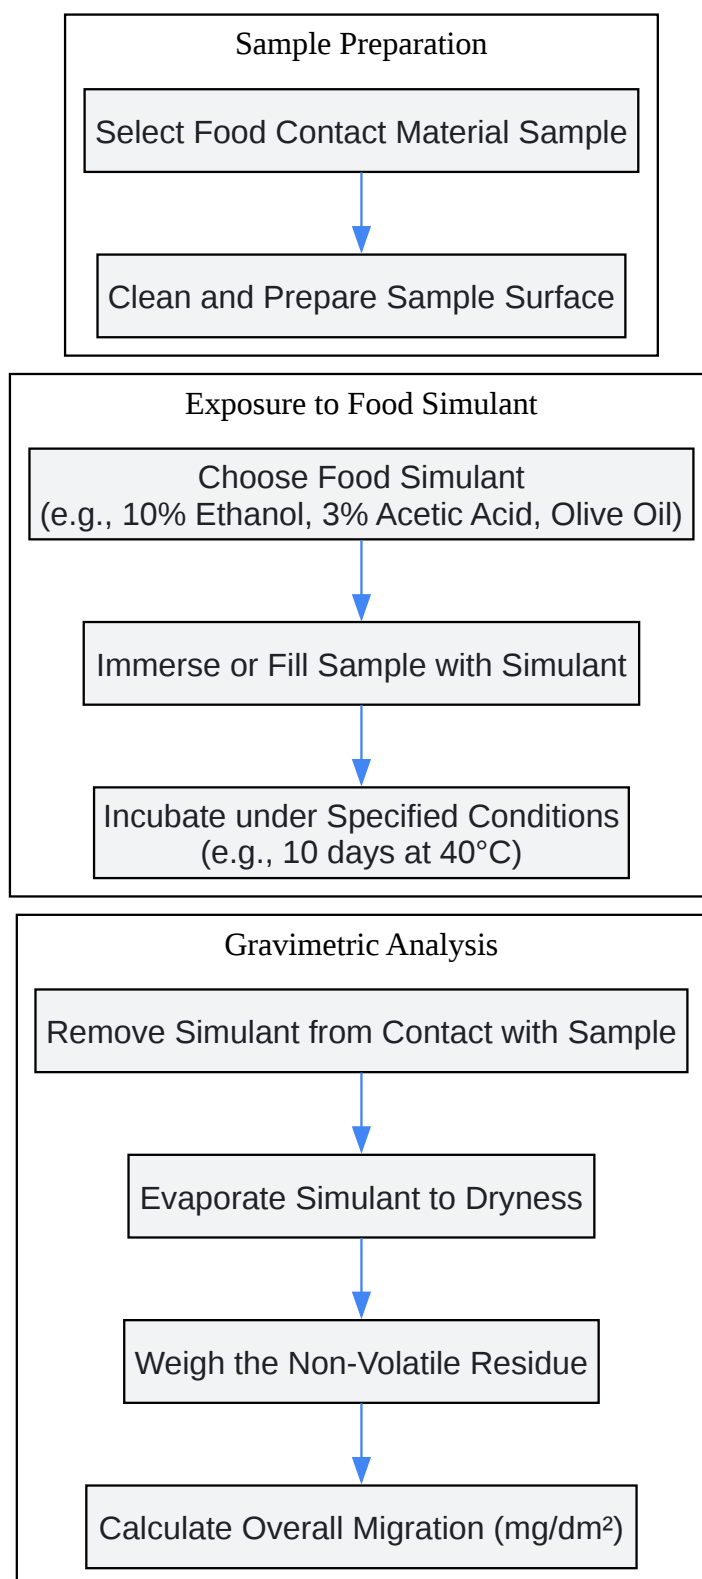 Sample Preparation
Select Food Contact Material Sample
Clean and Prepare Sample Surface
Exposure to Food Simulant
Choose Food Simulant
(e.g., 10% Ethanol, 3% Acetic Acid, Olive Oil)
Immerse or Fill Sample with Simulant
Incubate under Specified Conditions
(e.g., 10 days at 40°C)
Gravimetric Analysis
Remove Simulant from Contact with Sample
Evaporate Simulant to Dryness
Weigh the Non-Volatile Residue
Calculate Overall Migration (mg/dm²)